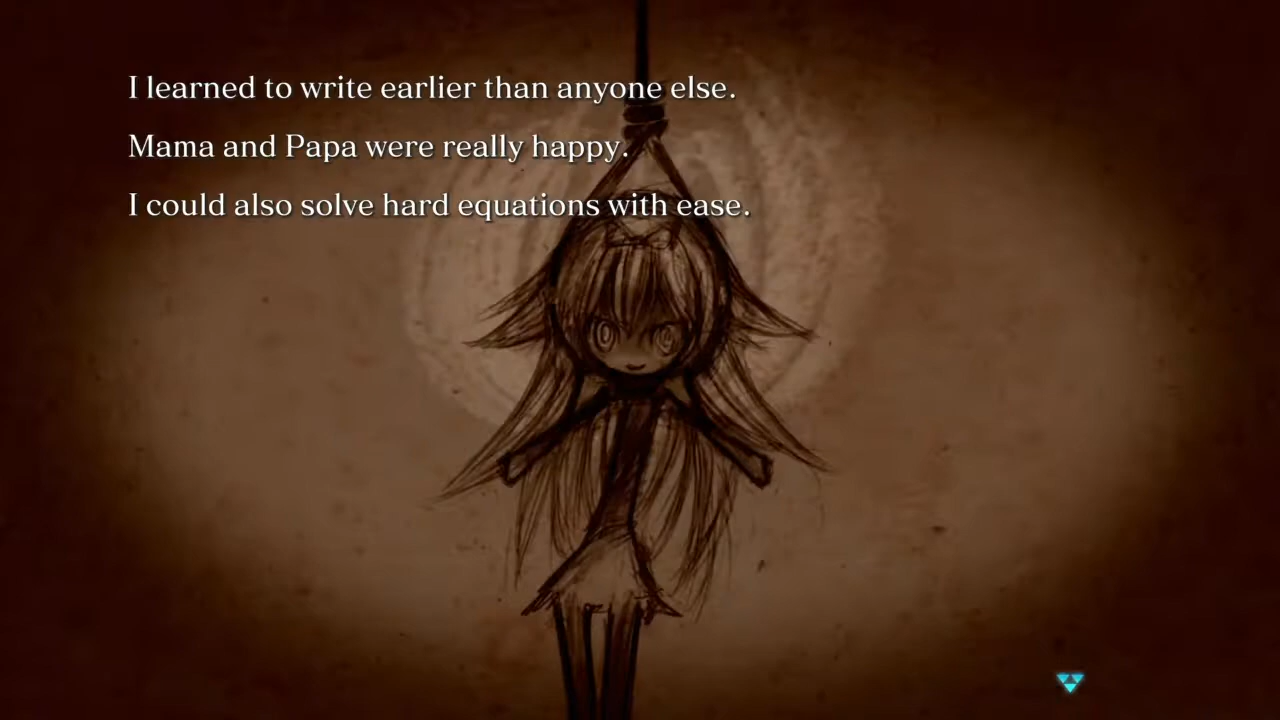 I learned to write earlier than anyone else.
Mama and Papa were really happy.
I could also solve hard equations with ease.